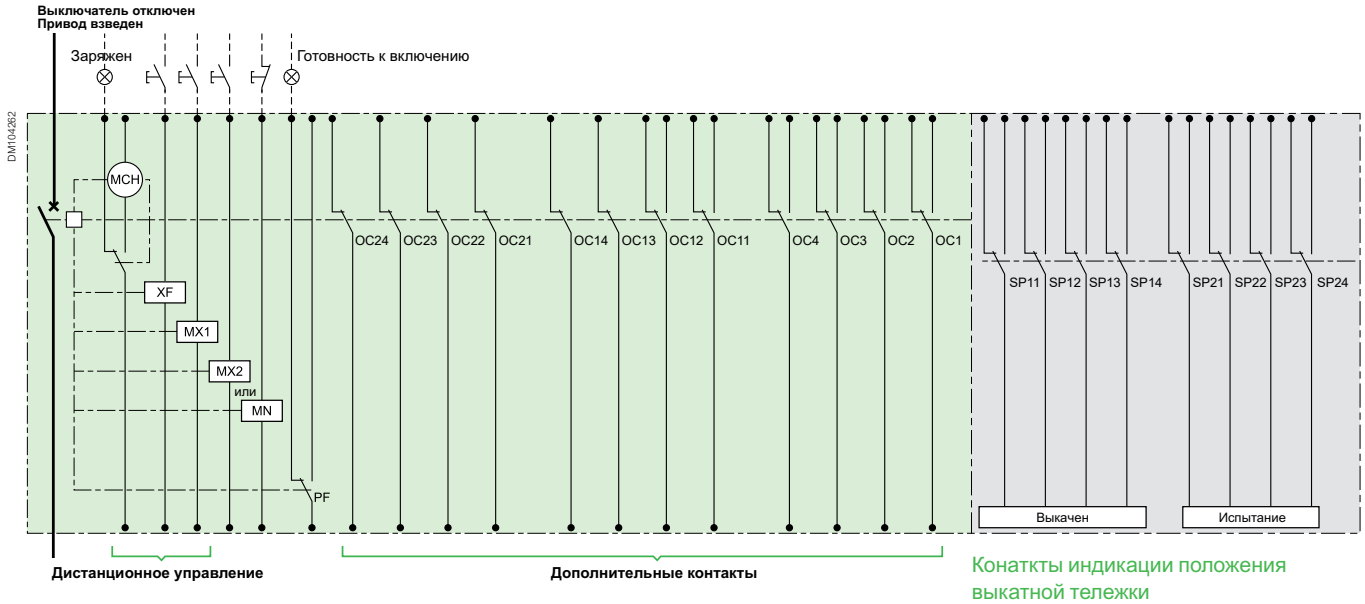 Выключатель отключен
Привод взведен
Заряжен
Готовность к включению
DM104262
MCH
OC24 OC23 OC22 OC21 OC14 OC13 OC12 OC11 OC4 OC3 OC2 OC1
SP11 SP12 SP13 SP14 SP21 SP22 SP23 SP24
XF
MX1
MX2
или
MN
PF
Выкачен
Испытание
Дистанционное управление
Дополнительные контакты
Конаткты индикации положения
выкатной тележки